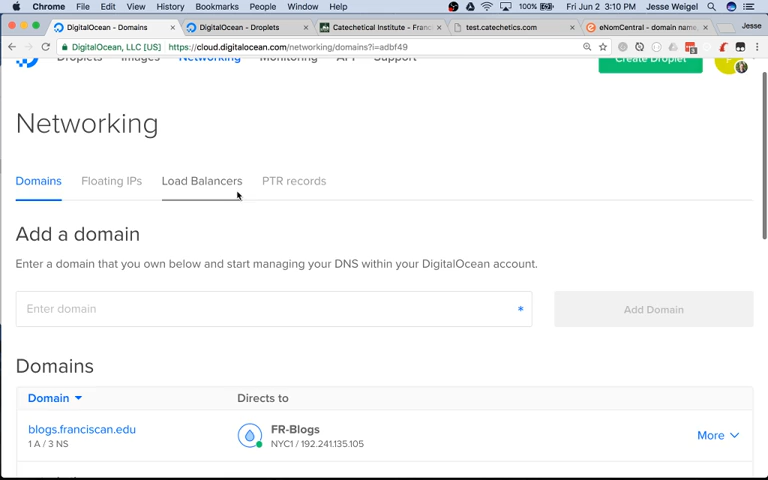 Chrome File Edit View History Bookmarks People Window Help 100% Fri Jun 2 3:10 PM Jesse Weigel
DigitalOcean - Domains
DigitalOcean - Droplets
Catechetical Institute - Fran
test.catechetics.com
eNomCentral - domain name,
Jesse
DigitalOcean, LLC [US] https://cloud.digitalocean.com/networking/domains?i=adbf49
Droplets Images Networking Monitoring API Support Create Droplet
Networking
Domains Floating IPs Load Balancers PTR records
Add a domain
Enter a domain that you own below and start managing your DNS within your DigitalOcean account.
Enter domain *
Add Domain
Domains
Domain Directs to
blogs.franciscan.edu FR-Blogs More
1 A / 3 NS NYC1 / 192.241.135.105